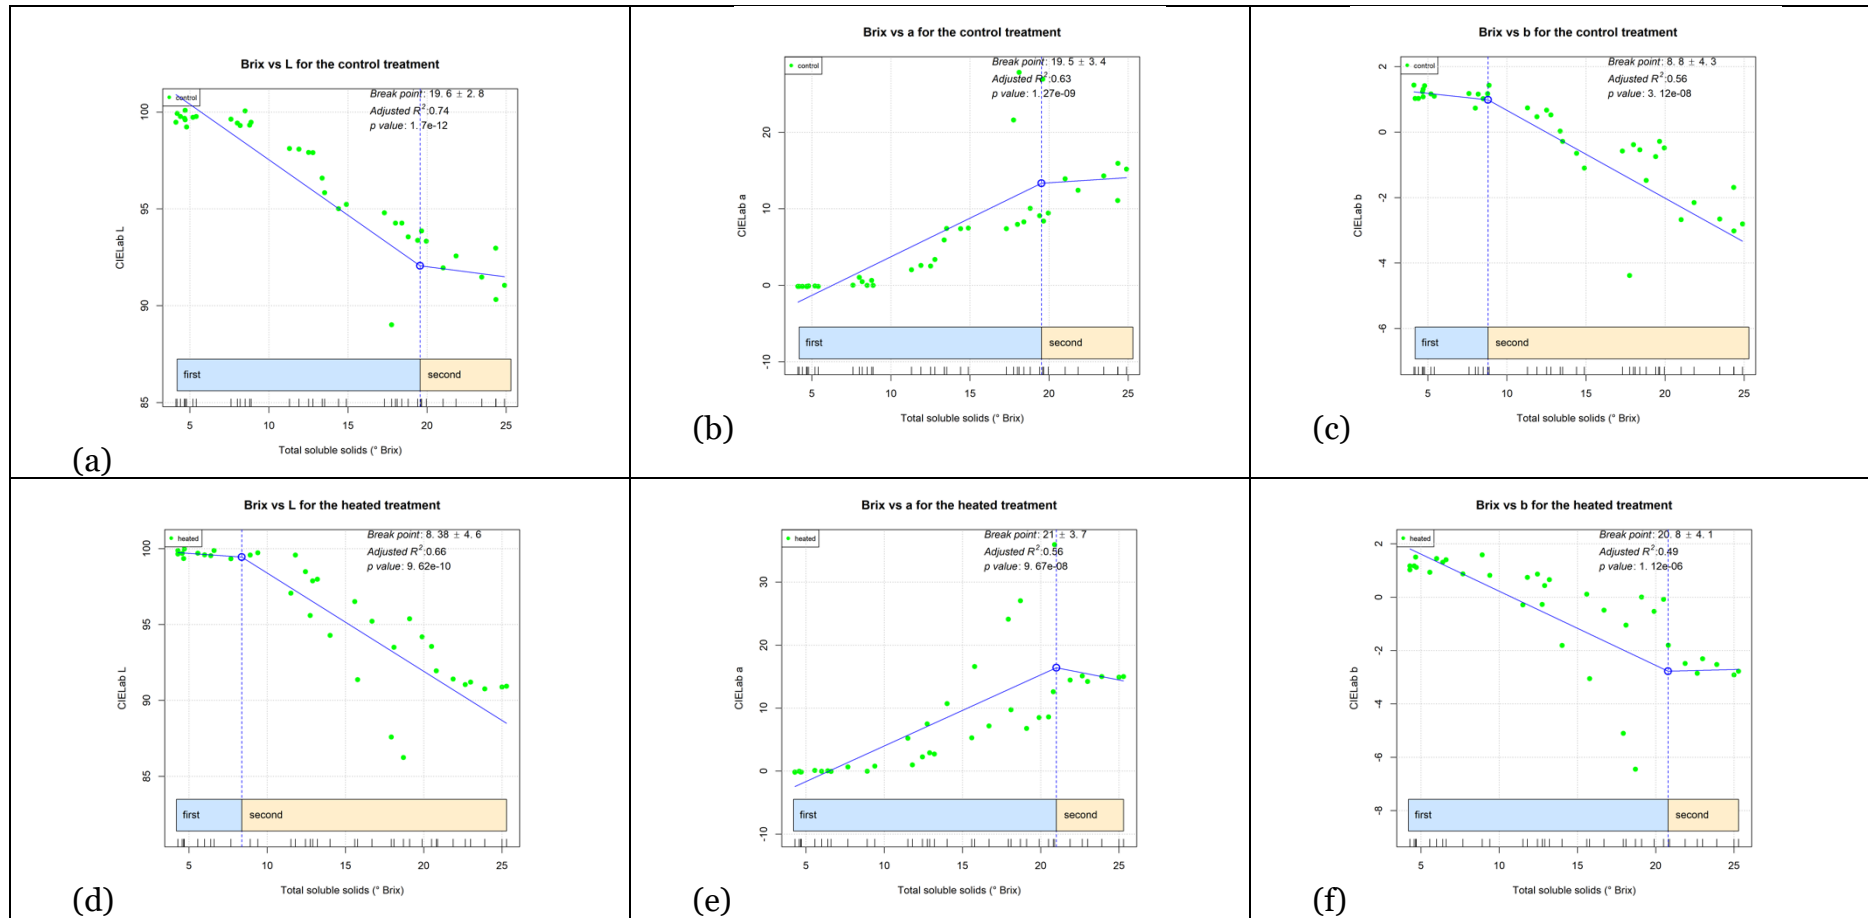 Brix vs L for the control treatment
control
Break point: 19. 6 ± 2. 8
Adjusted R²:0.74
p value: 1. 7e-12
CIELab L
100
95
90
85
first
second
5 10 15 20 25
Total soluble solids (° Brix)
(a)
Brix vs a for the control treatment
control
Break point: 19. 5 ± 3. 4
Adjusted R²:0.63
p value: 1. 27e-09
CIELab a
20
10
0
-10
first
second
5 10 15 20 25
Total soluble solids (° Brix)
(b)
Brix vs b for the control treatment
control
Break point: 8. 8 ± 4. 3
Adjusted R²:0.56
p value: 3. 12e-08
CIELab b
2
0
-2
-4
-6
first
second
5 10 15 20 25
Total soluble solids (° Brix)
(c)
Brix vs L for the heated treatment
heated
Break point: 8. 38 ± 4. 6
Adjusted R²:0.66
p value: 9. 62e-10
CIELab L
100
95
90
85
first
second
5 10 15 20 25
Total soluble solids (° Brix)
(d)
Brix vs a for the heated treatment
heated
Break point: 21 ± 3. 7
Adjusted R²:0.56
p value: 9. 67e-08
CIELab a
30
20
10
0
-10
first
second
5 10 15 20 25
Total soluble solids (° Brix)
(e)
Brix vs b for the heated treatment
heated
Break point: 20. 8 ± 4. 1
Adjusted R²:0.49
p value: 1. 12e-06
CIELab b
2
0
-2
-4
-6
-8
first
second
5 10 15 20 25
Total soluble solids (° Brix)
(f)